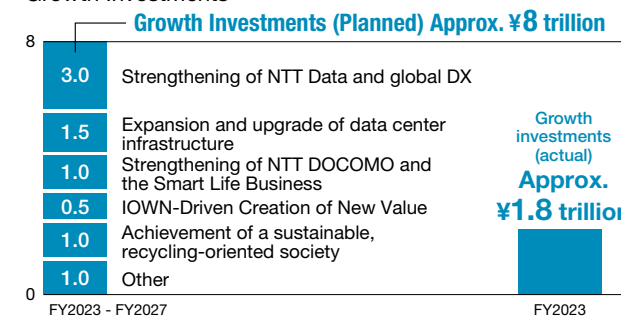 Growth Investments (Planned) Approx. ¥8 trillion
8
3.0 Strengthening of NTT Data and global DX
1.5 Expansion and upgrade of data center
infrastructure
1.0 Strengthening of NTT DOCOMO and
the Smart Life Business
0.5 IOWN-Driven Creation of New Value
1.0 Achievement of a sustainable,
recycling-oriented society
1.0 Other
0
FY2023 - FY2027
Growth
investments
(actual)
Approx.
¥1.8 trillion
FY2023